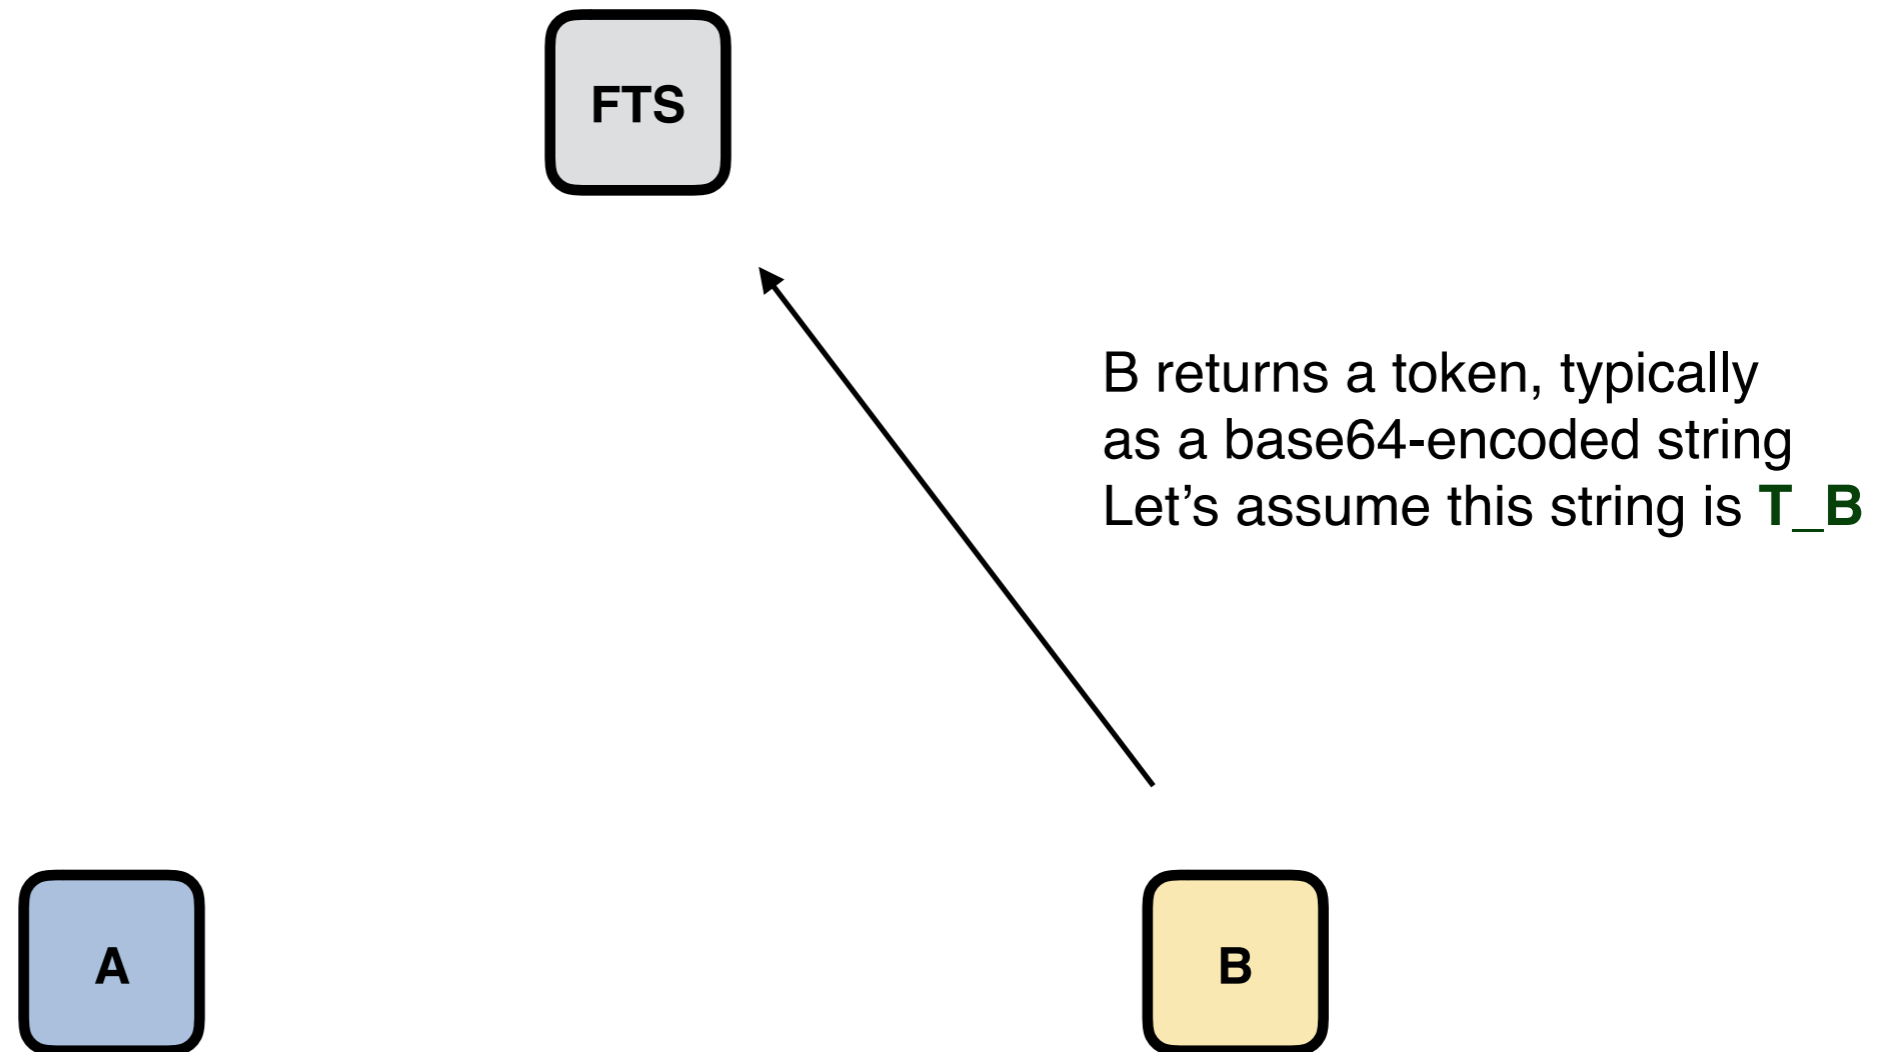 FTS
B returns a token, typically
as a base64-encoded string
Let’s assume this string is T_B
A
B